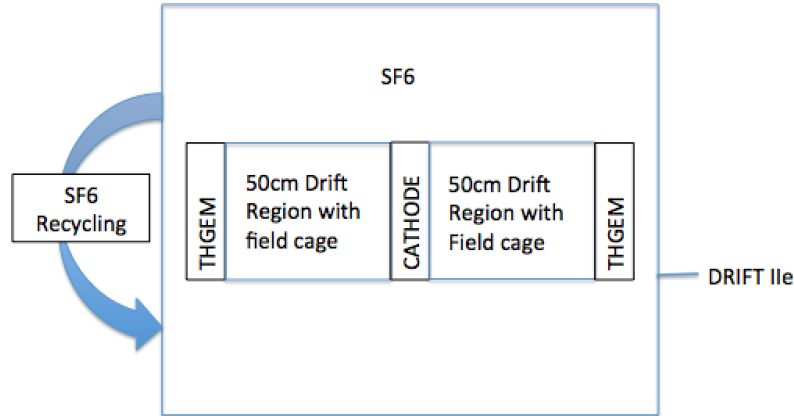 SF6
SF6
Recycling
THGEM
50cm Drift
Region with
field cage
CATHODE
50cm Drift
Region with
Field cage
THGEM
DRIFT IIe